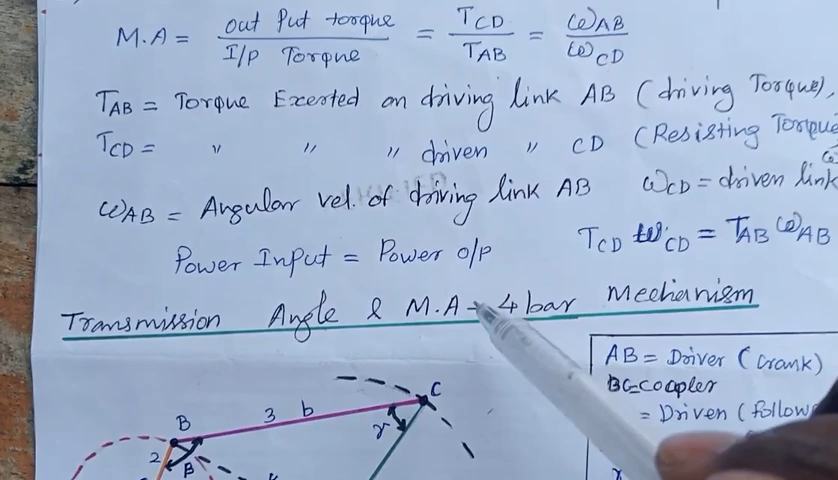 M.A = out Put torque / I/p Torque = TCD / TAB = ωAB / ωCD
TAB = Torque Exerted on driving link AB (driving Torque),
TCD = " " " driven " CD (Resisting Torque
ωAB = Angular vel. of driving link AB ωCD = driven link
Power Input = Power o/p TCD ωCD = TAB ωAB
Transmission Angle & M.A - 4 bar Mechanism
AB = Driver (crank)
BC = Coupler
= Driven (follow
B 3 b C
2 β γ